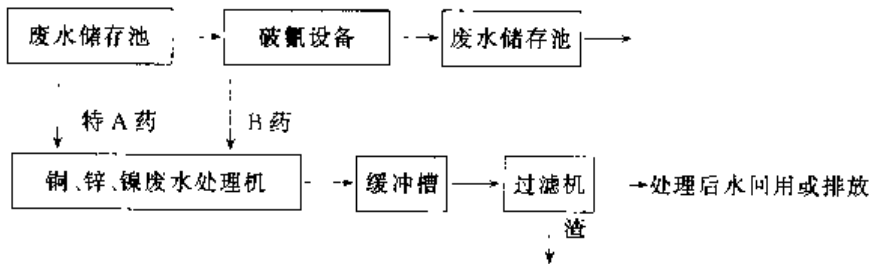 废水储存池
破氰设备
废水储存池
特A药
B药
铜、锌、镍废水处理机
缓冲槽
过滤机
处理后水回用或排放
渣